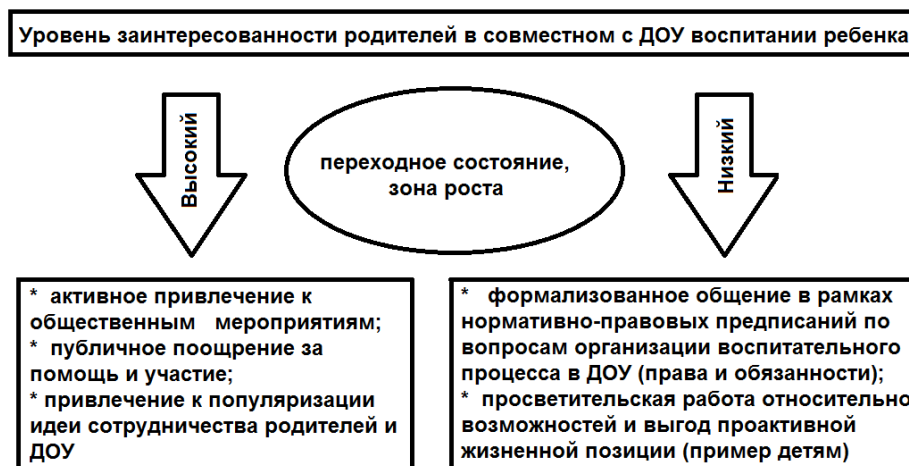 Уровень заинтересованности родителей в совместном с ДОУ воспитании ребенка
Высокий
переходное состояние,
зона роста
Низкий
* активное привлечение к
общественным мероприятиям;
* публичное поощрение за
помощь и участие;
* привлечение к популяризации
идеи сотрудничества родителей и
ДОУ
* формализованное общение в рамках
нормативно-правовых предписаний по
вопросам организации воспитательного
процесса в ДОУ (права и обязанности);
* просветительская работа относительно
возможностей и выгод проактивной
жизненной позиции (пример детям)